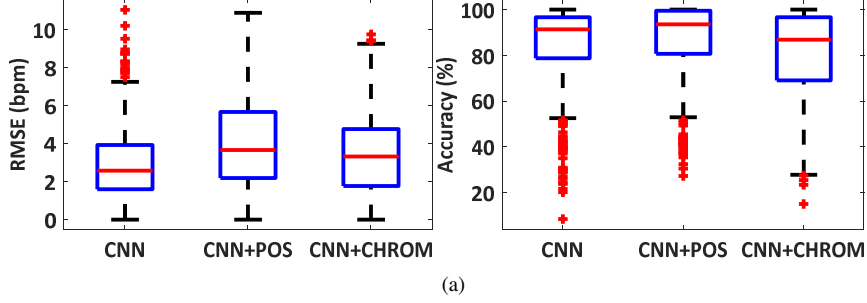 RMSE (bpm)
10
8
6
4
2
0
CNN CNN+POS CNN+CHROM
Accuracy (%)
100
80
60
40
20
CNN CNN+POS CNN+CHROM
(a)